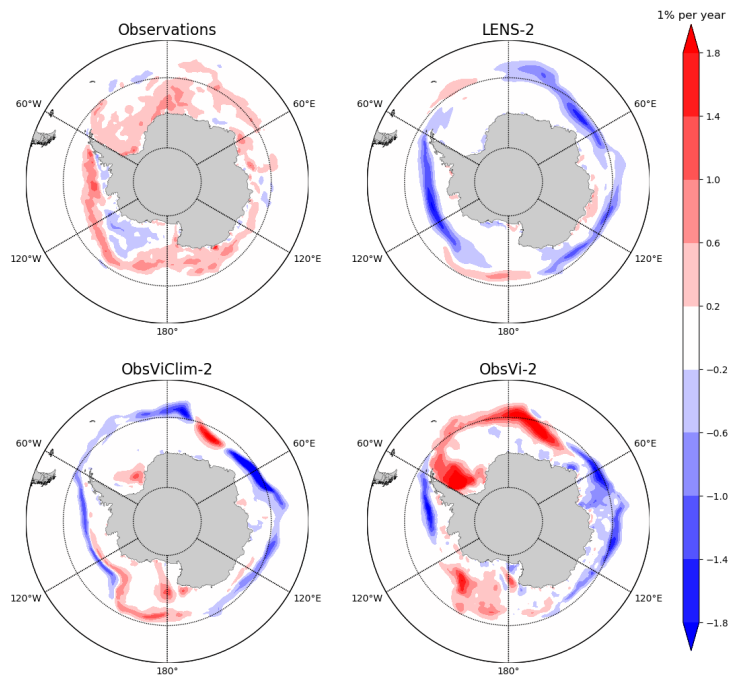 1% per year
Observations
LENS-2
60°W
60°E
60°W
60°E
120°W
120°E
120°W
120°E
180°
180°
ObsViClim-2
ObsVi-2
60°W
60°E
60°W
60°E
120°W
120°E
120°W
120°E
180°
180°
1.8
1.4
1.0
0.6
0.2
−0.2
−0.6
−1.0
−1.4
−1.8